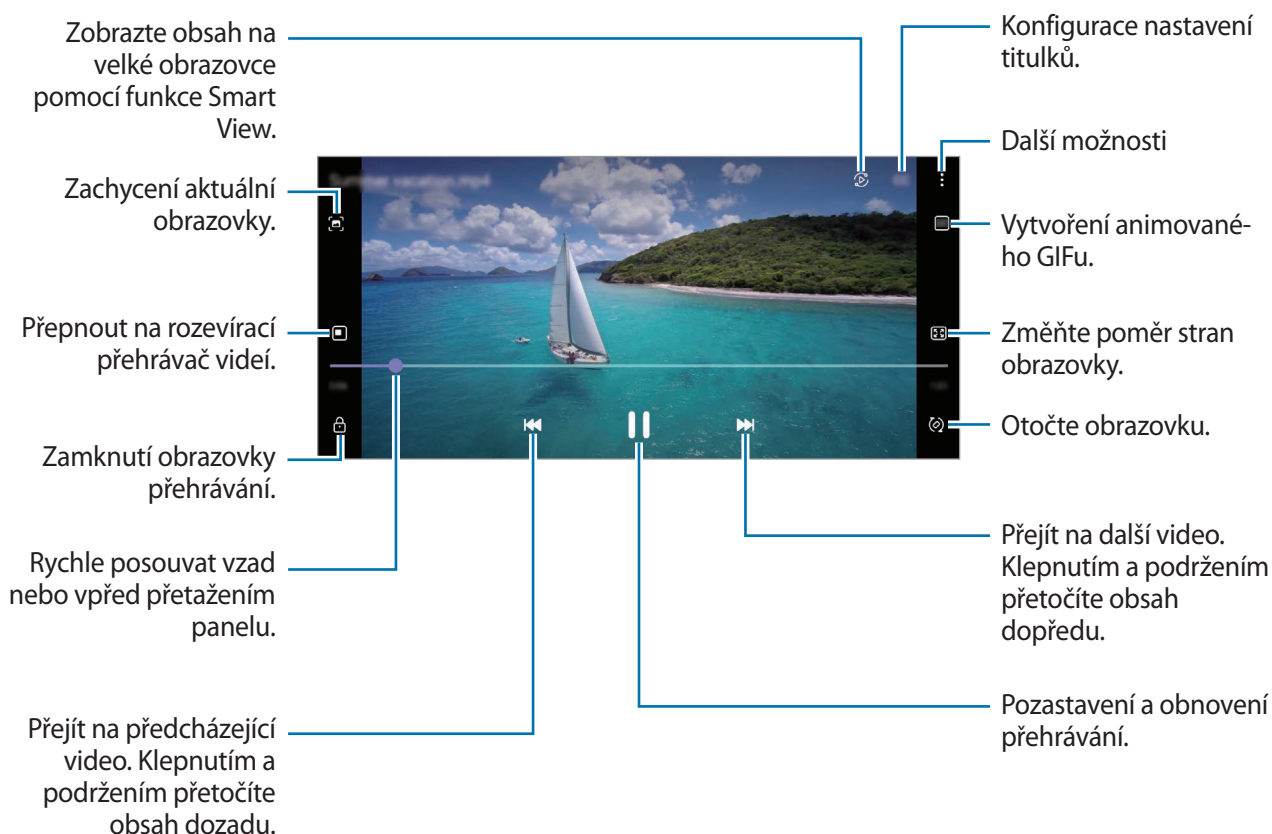 Zobrazte obsah na
velké obrazovce
pomocí funkce Smart
View.
Zachycení aktuální
obrazovky.
Přepnout na rozevírací
přehrávač videí.
Zamknutí obrazovky
přehrávání.
Rychle posouvat vzad
nebo vpřed přetažením
panelu.
Přejít na předcházející
video. Klepnutím a
podržením přetočíte
obsah dozadu.
Konfigurace nastavení
titulků.
Další možnosti
Vytvoření animované-
ho GIFu.
Změňte poměr stran
obrazovky.
Otočte obrazovku.
Přejít na další video.
Klepnutím a podržením
přetočíte obsah
dopředu.
Pozastavení a obnovení
přehrávání.